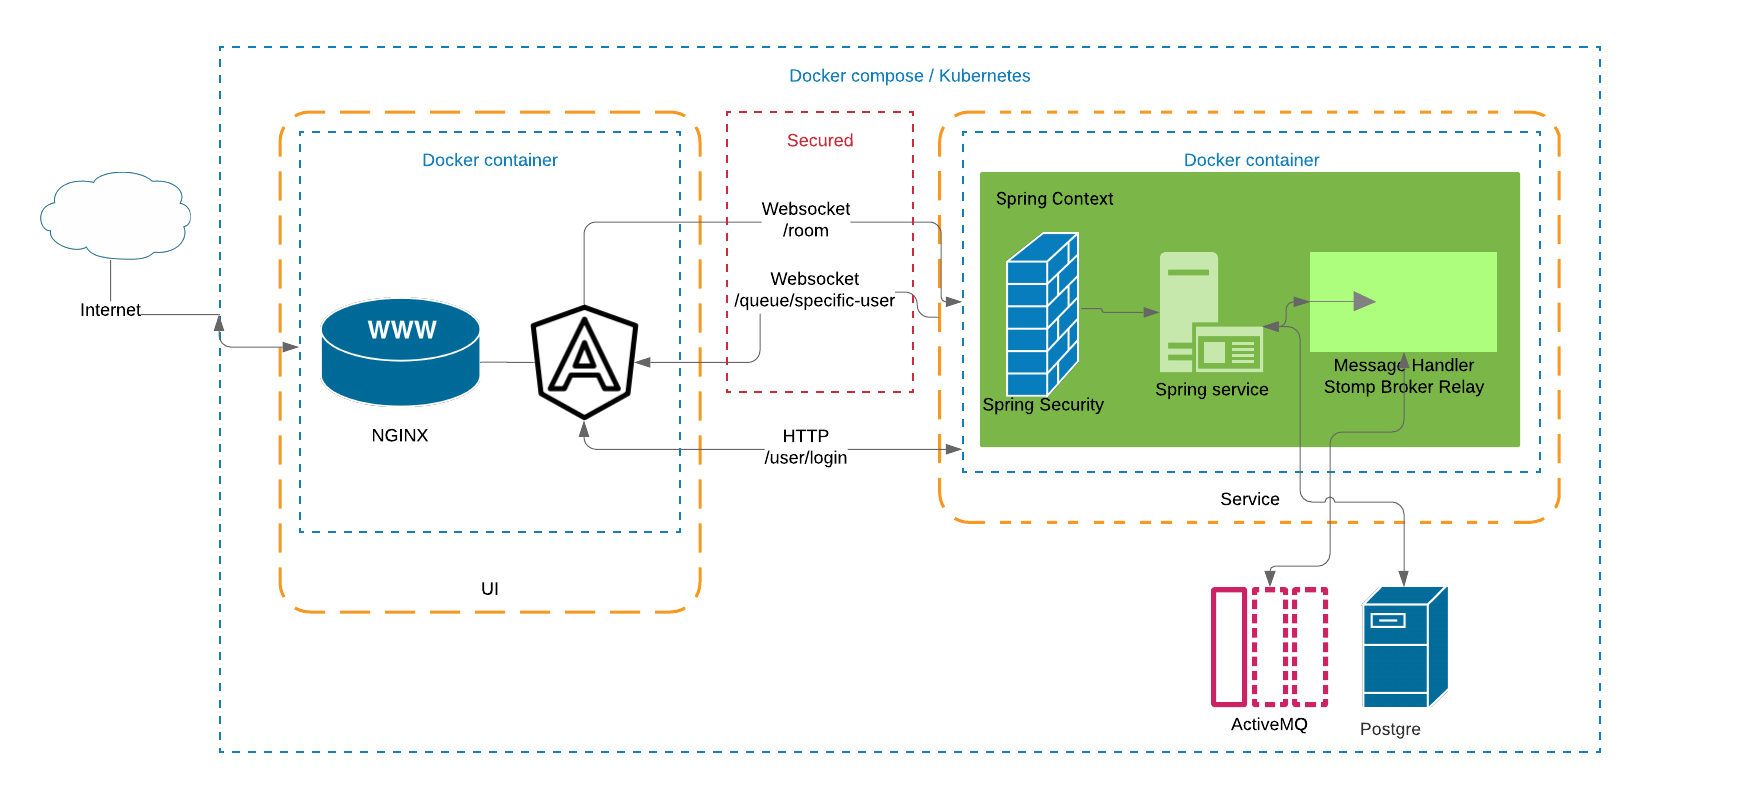 Docker compose / Kubernetes
Docker container
Secured
Docker container
Spring Context
Websocket
/room
Websocket
/queue/specific-user
Internet
WWW
A
NGINX
HTTP
/user/login
Spring Security
Spring service
Message Handler
Stomp Broker Relay
Service
UI
ActiveMQ
Postgre